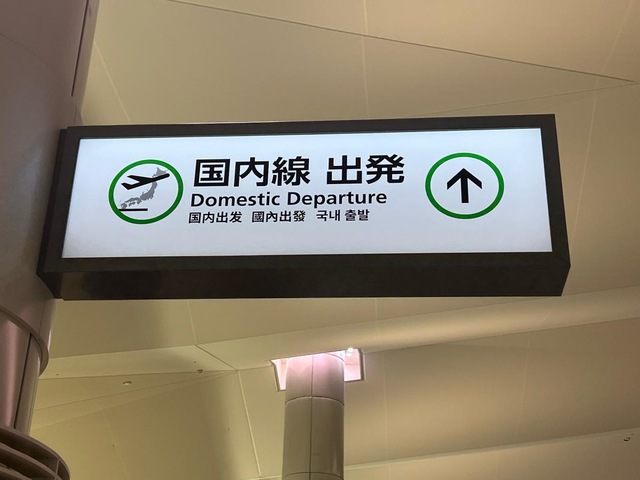 国内線 出発
Domestic Departure
国内出发 國內出發 국내 출발